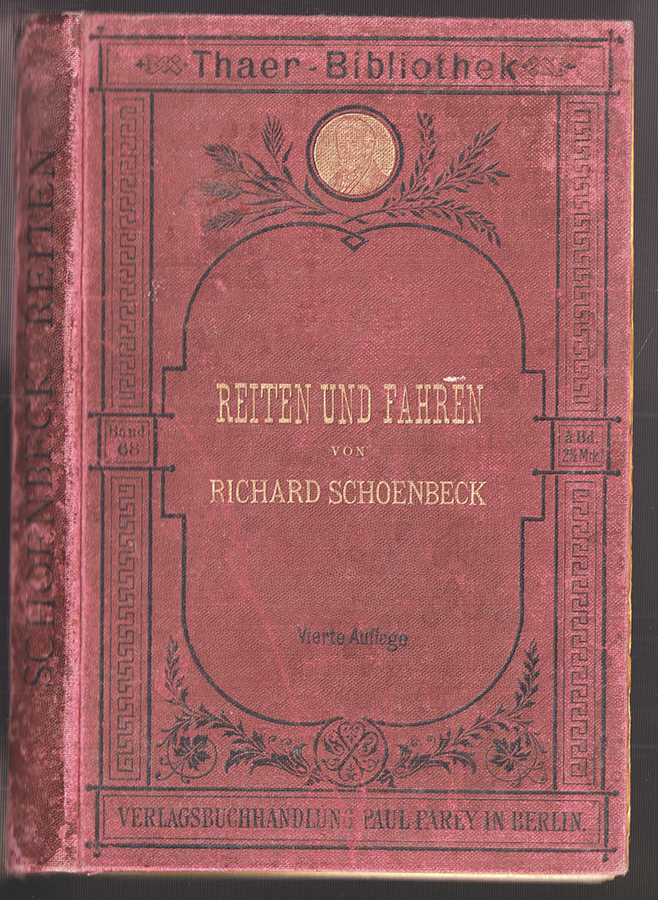 SCHOENBECK REITEN
Thaer-Bibliothek
REITEN UND FAHREN
VON
RICHARD SCHOENBECK
Band
68
à Bd.
2½ Mrk.
Vierte Auflage
VERLAGSBUCHHANDLUNG PAUL PAREY IN BERLIN.